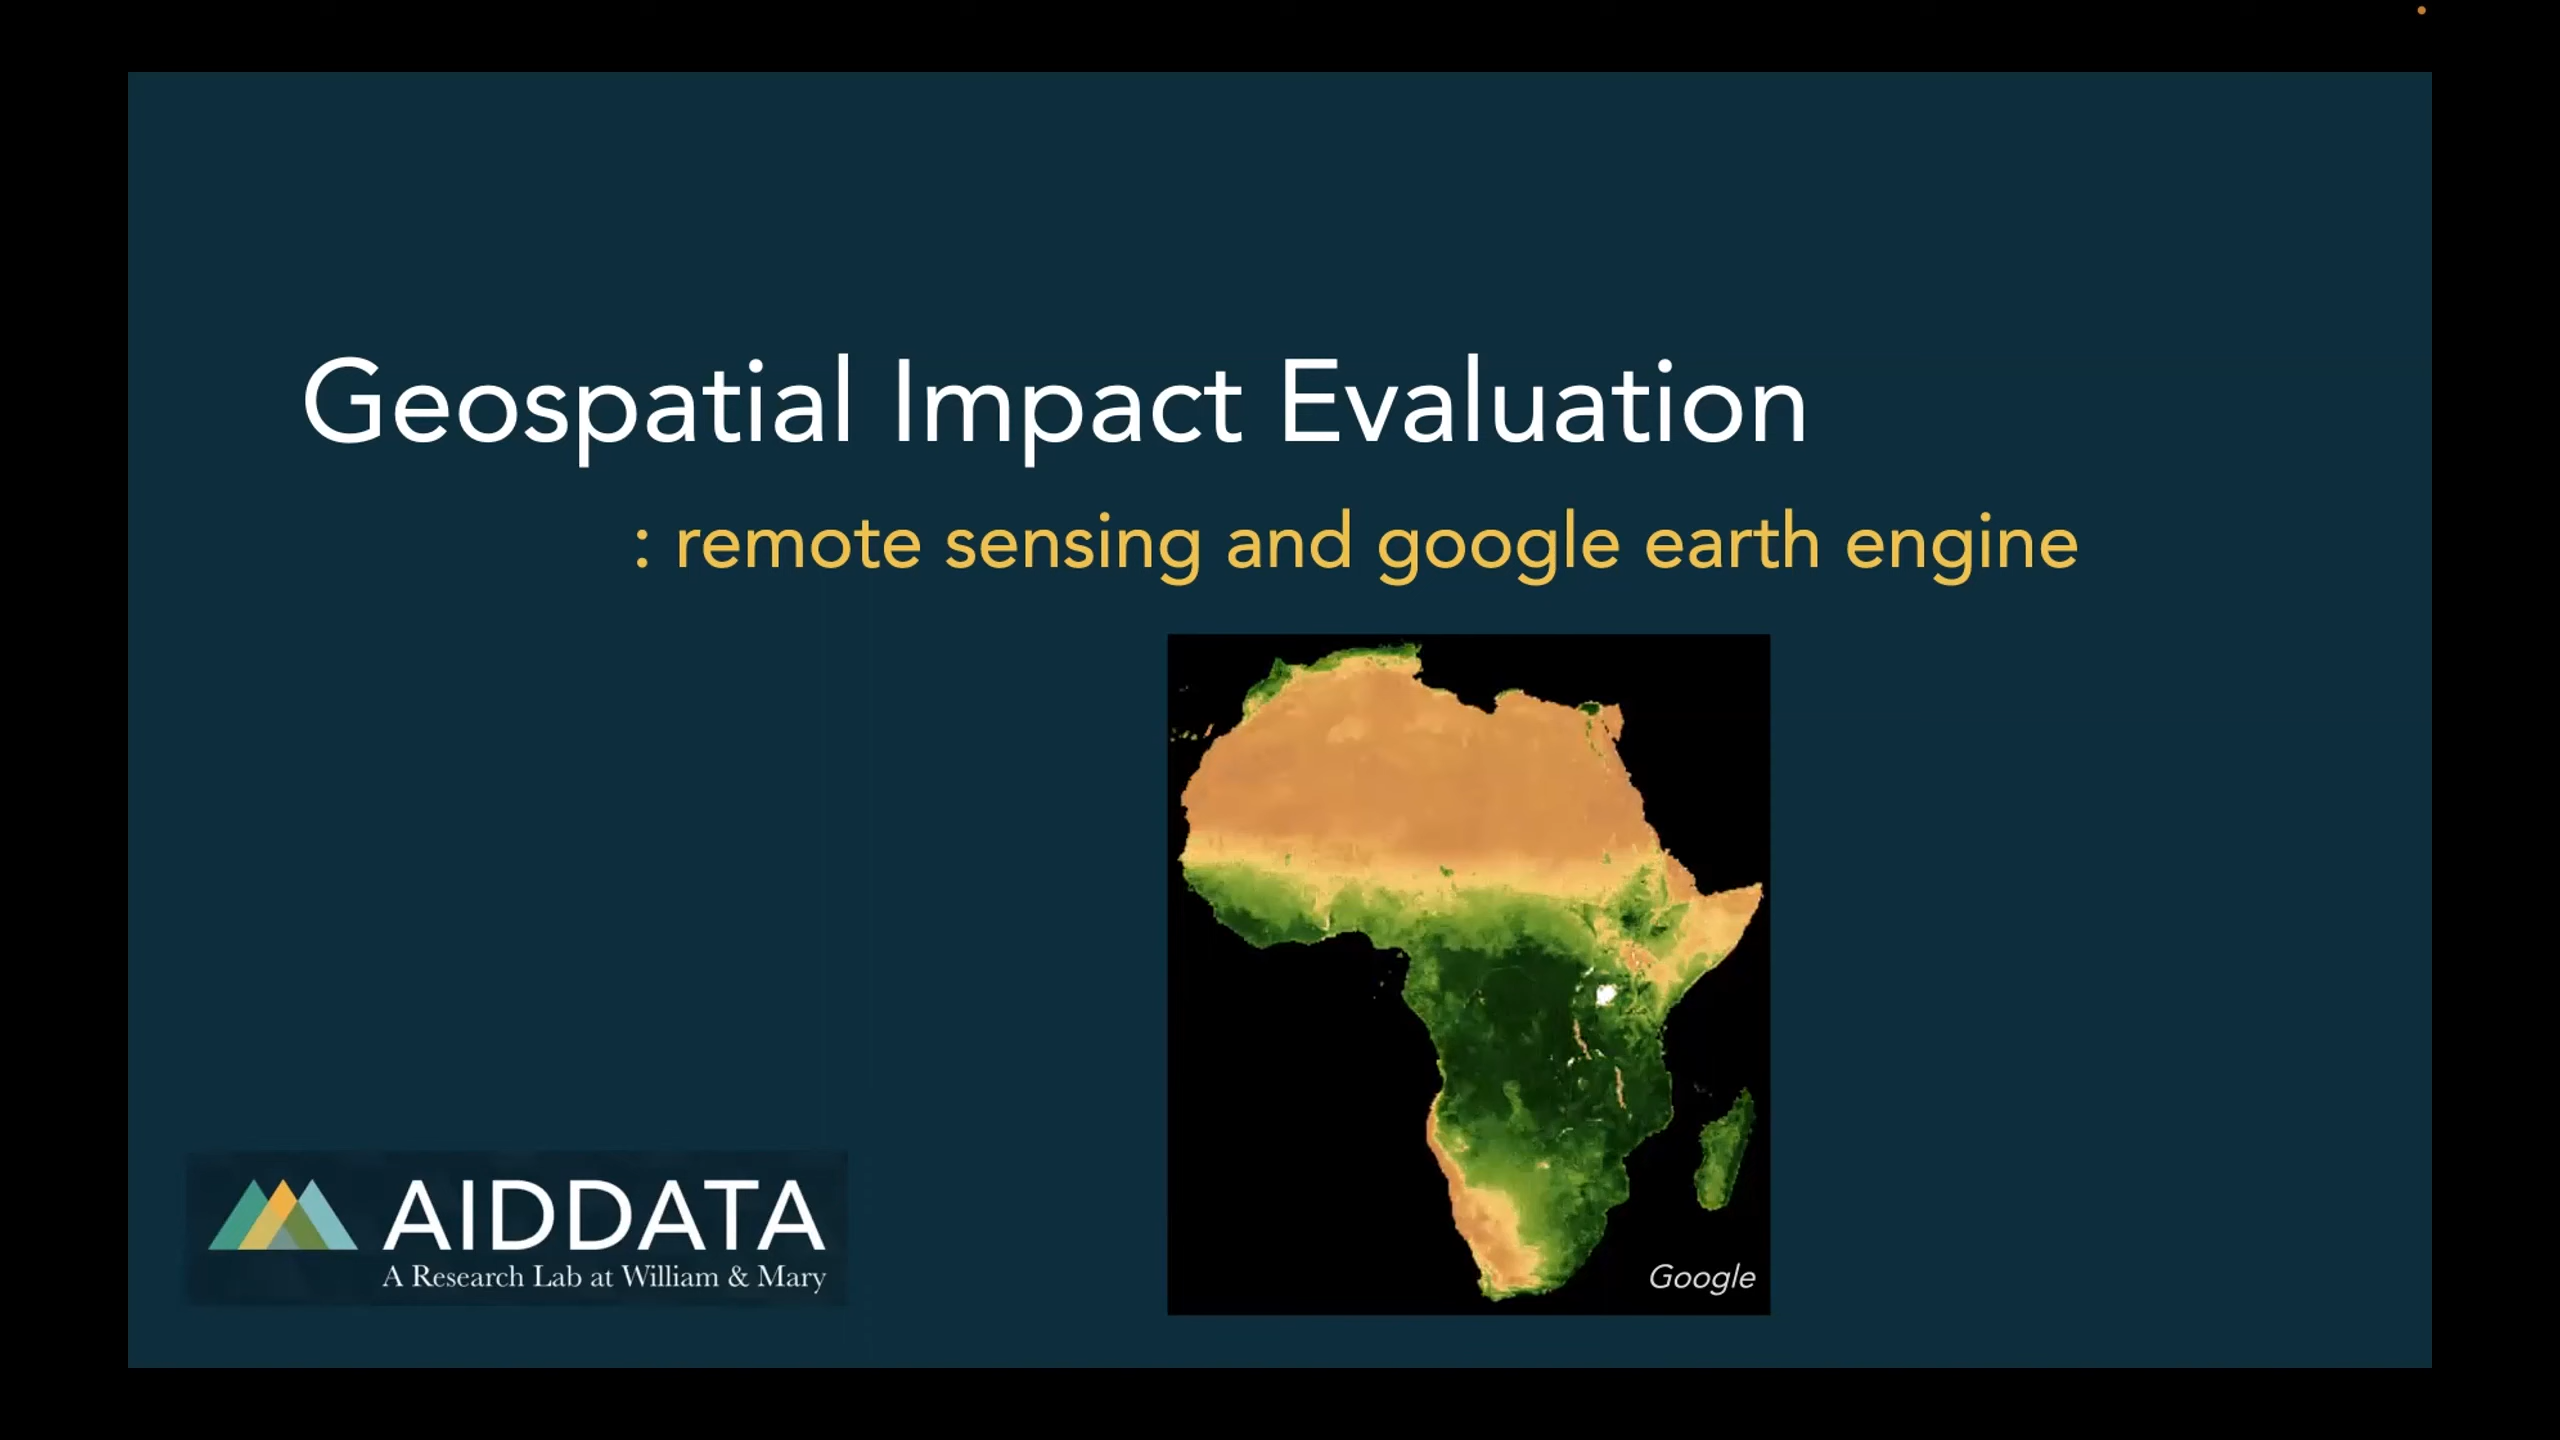 Geospatial Impact Evaluation
: remote sensing and google earth engine
Google
AIDDATA
A Research Lab at William & Mary